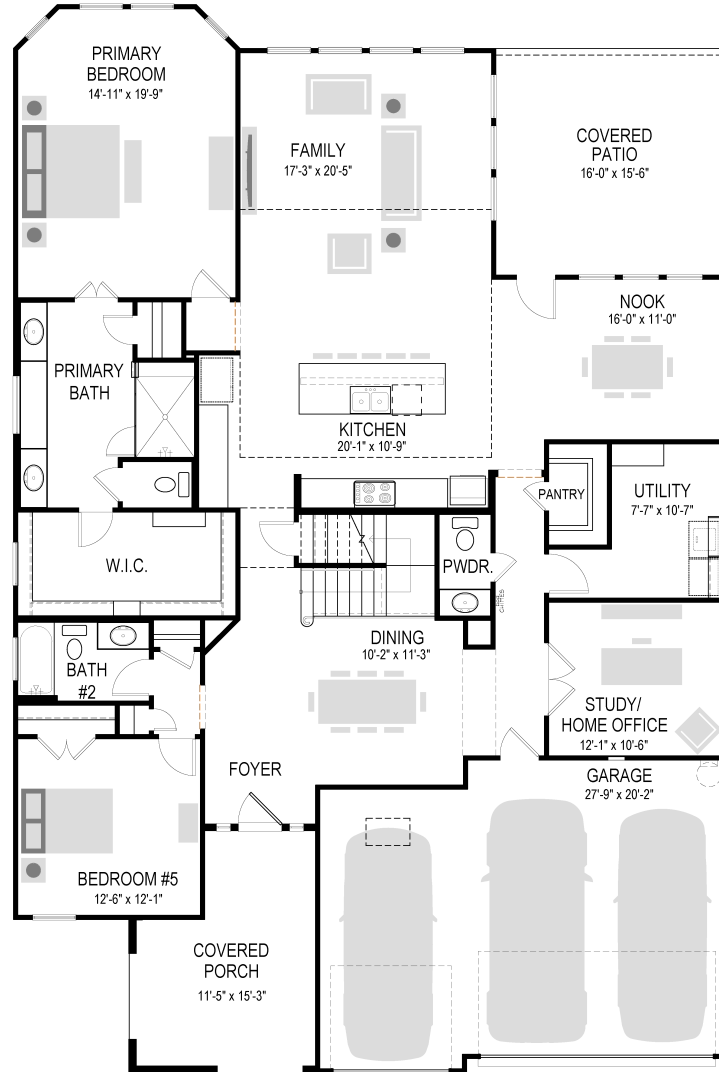 PRIMARY
BEDROOM
14'-11" x 19'-9"
FAMILY
17'-3" x 20'-5"
COVERED
PATIO
16'-0" x 15'-6"
NOOK
16'-0" x 11'-0"
PRIMARY
BATH
KITCHEN
20'-1" x 10'-9"
PANTRY
UTILITY
7'-7" x 10'-7"
W.I.C.
PWDR.
DINING
10'-2" x 11'-3"
BATH
#2
STUDY/
HOME OFFICE
12'-1" x 10'-6"
FOYER
GARAGE
27'-9" x 20'-2"
BEDROOM #5
12'-6" x 12'-1"
COVERED
PORCH
11'-5" x 15'-3"